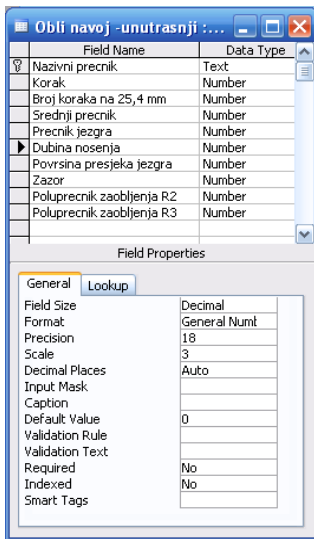 Obli navoj -unutrasnji :...
Field Name Data Type
Nazivni precnik Text
Korak Number
Broj koraka na 25,4 mm Number
Srednji precnik Number
Precnik jezgra Number
Dubina nosenja Number
Povrsina presjeka jezgra Number
Zazor Number
Poluprecnik zaobljenja R2 Number
Poluprecnik zaobljenja R3 Number
Field Properties
General Lookup
Field Size Decimal
Format General Numb
Precision 18
Scale 3
Decimal Places Auto
Input Mask
Caption
Default Value 0
Validation Rule
Validation Text
Required No
Indexed No
Smart Tags